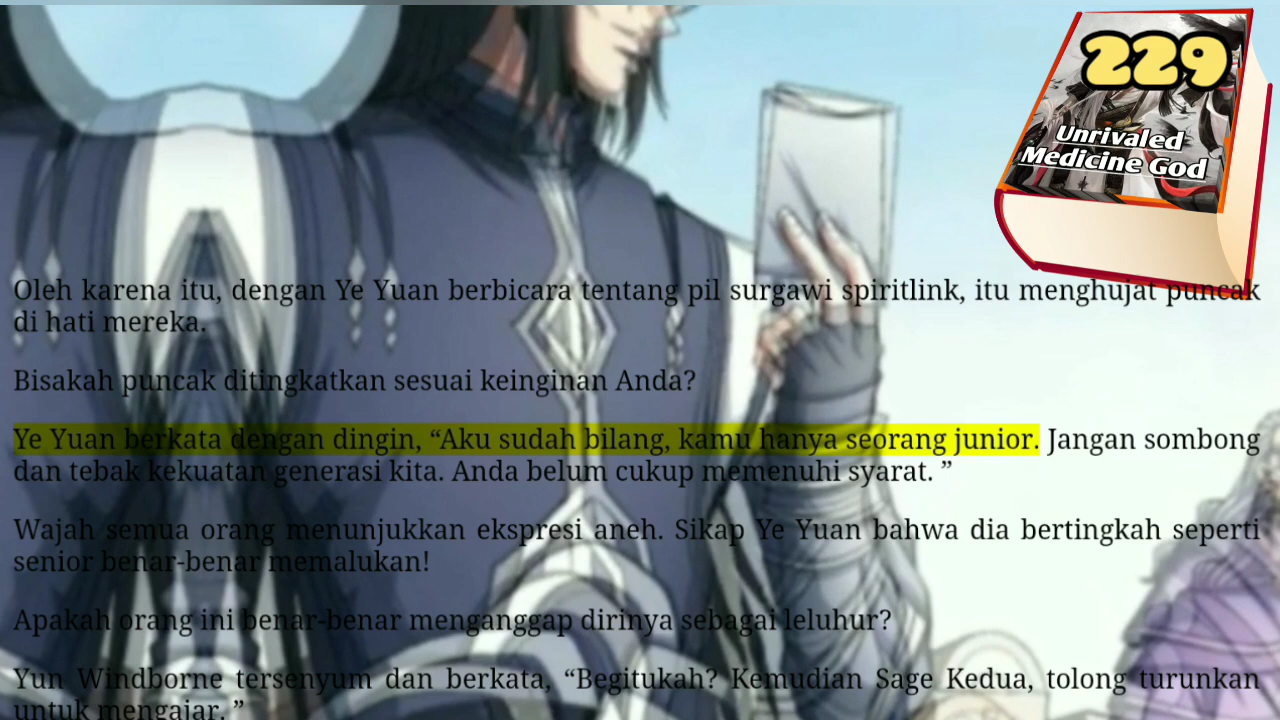 229
Unrivaled
Medicine God
Oleh karena itu, dengan Ye Yuan berbicara tentang pil surgawi spiritlink, itu menghujat puncak
di hati mereka.
Bisakah puncak ditingkatkan sesuai keinginan Anda?
Ye Yuan berkata dengan dingin, “Aku sudah bilang, kamu hanya seorang junior. Jangan sombong
dan tebak kekuatan generasi kita. Anda belum cukup memenuhi syarat. ”
Wajah semua orang menunjukkan ekspresi aneh. Sikap Ye Yuan bahwa dia bertingkah seperti
senior benar-benar memalukan!
Apakah orang ini benar-benar menganggap dirinya sebagai leluhur?
Yun Windborne tersenyum dan berkata, “Begitukah? Kemudian Sage Kedua, tolong turunkan
untuk mengajar. ”